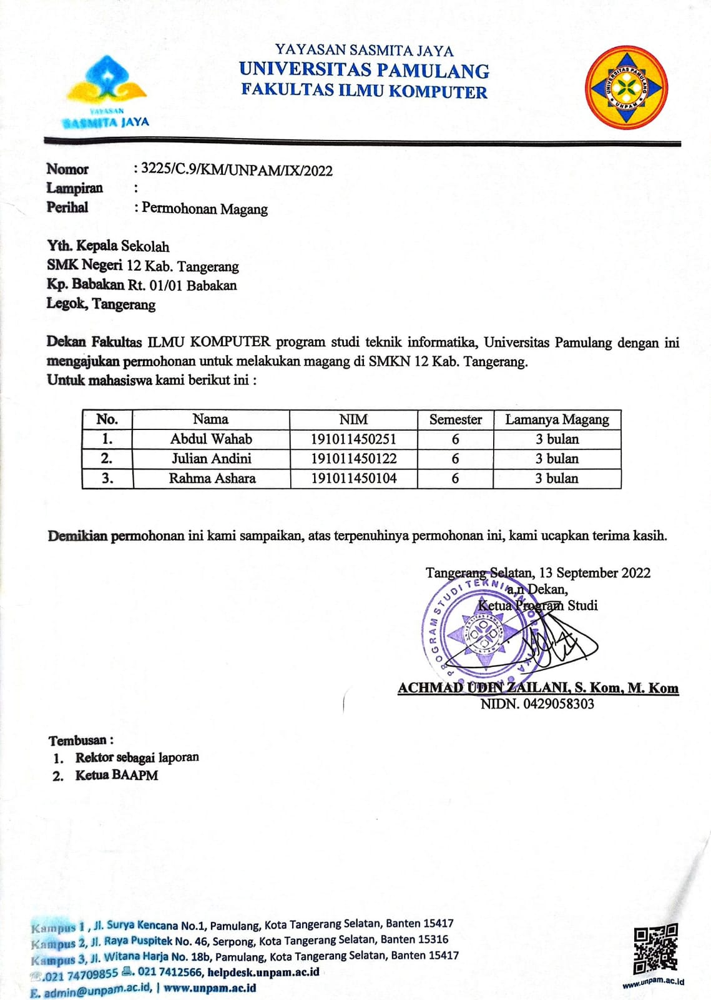 YAYASAN SASMITA JAYA
UNIVERSITAS PAMULANG
FAKULTAS ILMU KOMPUTER
YAYASAN
SASMITA JAYA
UNIVERSITAS PAMULANG
UNPAM
Nomor : 3225/C.9/KM/UNPAM/IX/2022
Lampiran :
Perihal : Permohonan Magang
Yth. Kepala Sekolah
SMK Negeri 12 Kab. Tangerang
Kp. Babakan Rt. 01/01 Babakan
Legok, Tangerang
Dekan Fakultas ILMU KOMPUTER program studi teknik informatika, Universitas Pamulang dengan ini
mengajukan permohonan untuk melakukan magang di SMKN 12 Kab. Tangerang.
Untuk mahasiswa kami berikut ini :
No. Nama NIM Semester Lamanya Magang
1. Abdul Wahab 191011450251 6 3 bulan
2. Julian Andini 191011450122 6 3 bulan
3. Rahma Ashara 191011450104 6 3 bulan
Demikian permohonan ini kami sampaikan, atas terpenuhinya permohonan ini, kami ucapkan terima kasih.
Tangerang Selatan, 13 September 2022
a,n Dekan,
Ketua Program Studi
PROGRAM STUDI TEKNIK INFORMATIKA
ACHMAD UDIN ZAILANI, S. Kom, M. Kom
NIDN. 0429058303
Tembusan :
1. Rektor sebagai laporan
2. Ketua BAAPM
Kampus 1 , Jl. Surya Kencana No.1, Pamulang, Kota Tangerang Selatan, Banten 15417
Kampus 2, Jl. Raya Puspitek No. 46, Serpong, Kota Tangerang Selatan, Banten 15316
Kampus 3, Jl. Witana Harja No. 18b, Pamulang, Kota Tangerang Selatan, Banten 15417
.021 74709855 . 021 7412566, helpdesk.unpam.ac.id
E. admin@unpam.ac.id, | www.unpam.ac.id
www.unpam.ac.id